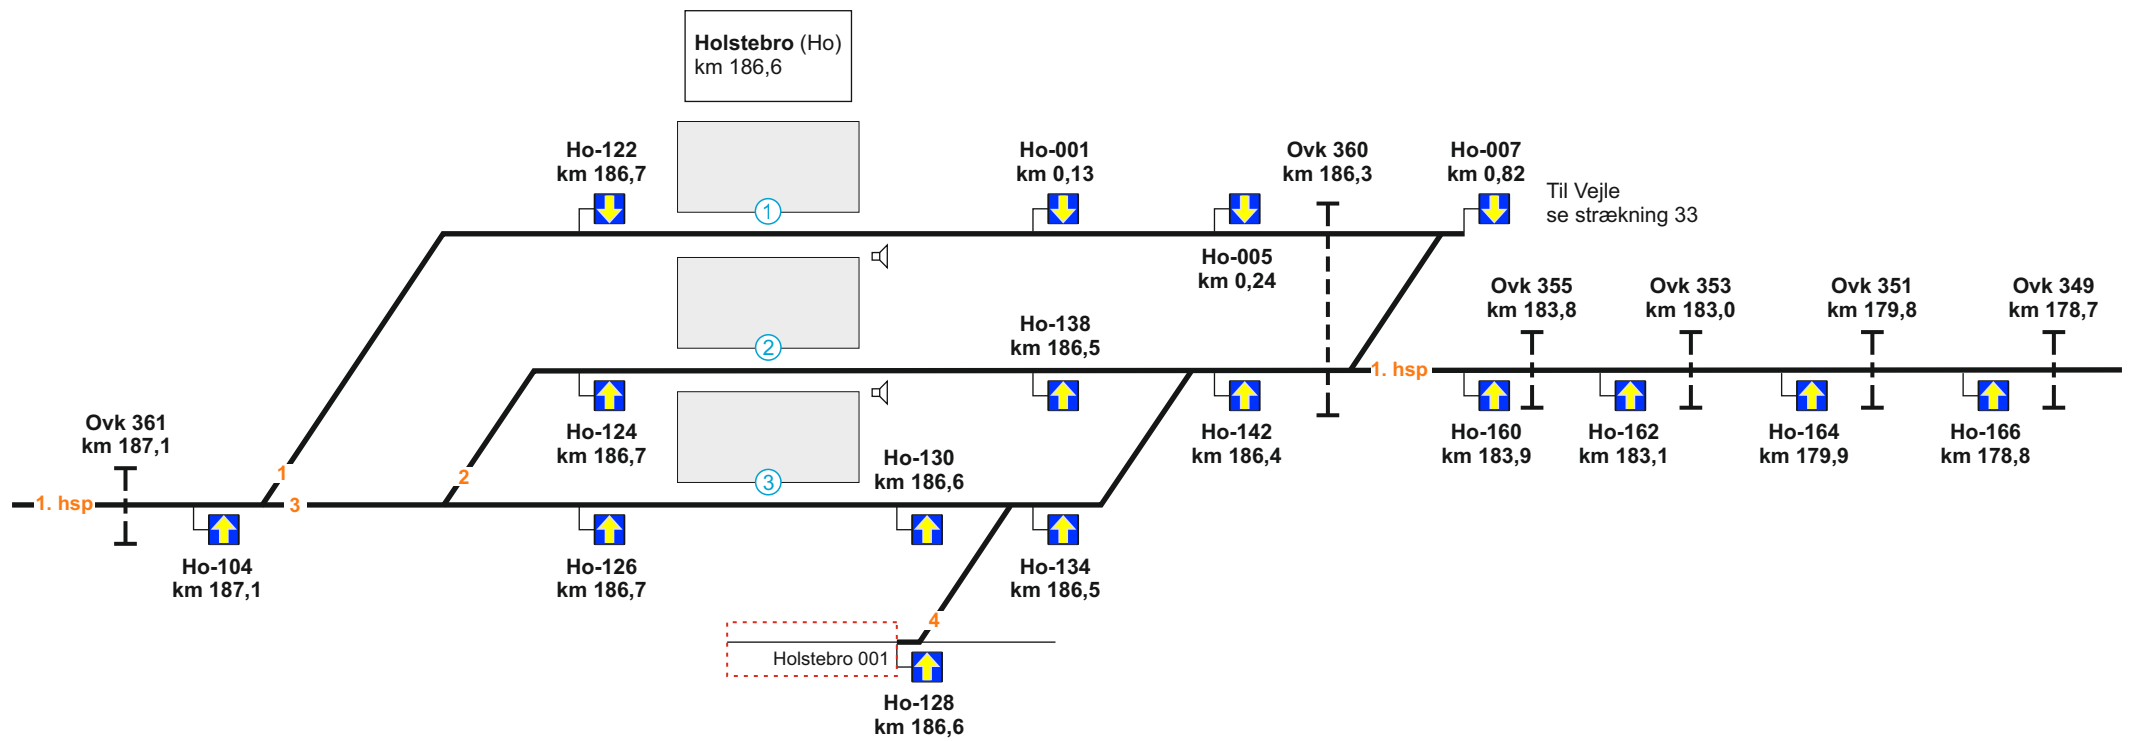 Holstebro (Ho)
km 186,6
Ho-122
km 186,7
Ho-001
km 0,13
Ovk 360
km 186,3
Ho-007
km 0,82
Til Vejle
se strækning 33
1
Ho-005
km 0,24
Ovk 355
km 183,8
Ovk 353
km 183,0
Ovk 351
km 179,8
Ovk 349
km 178,7
Ho-138
km 186,5
2
1. hsp
Ovk 361
km 187,1
Ho-124
km 186,7
Ho-142
km 186,4
Ho-160
km 183,9
Ho-162
km 183,1
Ho-164
km 179,9
Ho-166
km 178,8
Ho-130
km 186,6
1
2
3
1. hsp
3
Ho-104
km 187,1
Ho-126
km 186,7
Ho-134
km 186,5
4
Holstebro 001
Ho-128
km 186,6